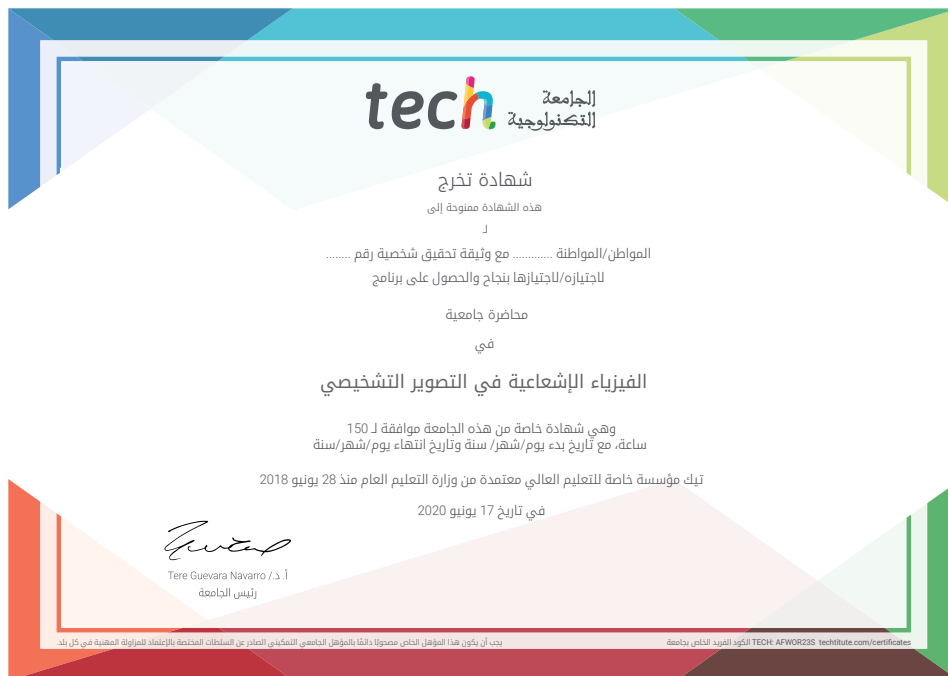 tech الجامعة
التكنولوجية
شهادة تخرج
هذه الشهادة ممنوحة إلى
لـ
المواطن/المواطنة ............ مع وثيقة تحقيق شخصية رقم ........
لاجتيازه/لاجتيازها بنجاح والحصول على برنامج
محاضرة جامعية
في
الفيزياء الإشعاعية في التصوير التشخيصي
وهي شهادة خاصة من هذه الجامعة موافقة لـ 150
ساعة، مع تاريخ بدء يوم/شهر/ سنة وتاريخ انتهاء يوم/شهر/سنة
تيك مؤسسة خاصة للتعليم العالي معتمدة من وزارة التعليم العام منذ 28 يونيو 2018
في تاريخ 17 يونيو 2020
أ.د./ Tere Guevara Navarro
رئيس الجامعة
الكود الفريد الخاص بجامعة TECH: AFWOR23S techtitute.com/certificates
يجب أن يكون هذا المؤهل الخاص مصحوبًا دائمًا بالمؤهل الجامعي التمكيني الصادر عن السلطات المختصة بالإعتماد للمزاولة المهنية في كل بلد.